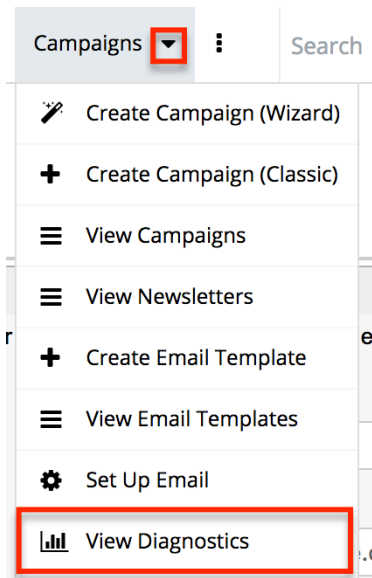 Campaigns
Search
Create Campaign (Wizard)
Create Campaign (Classic)
View Campaigns
View Newsletters
r
e
Create Email Template
View Email Templates
Set Up Email
View Diagnostics